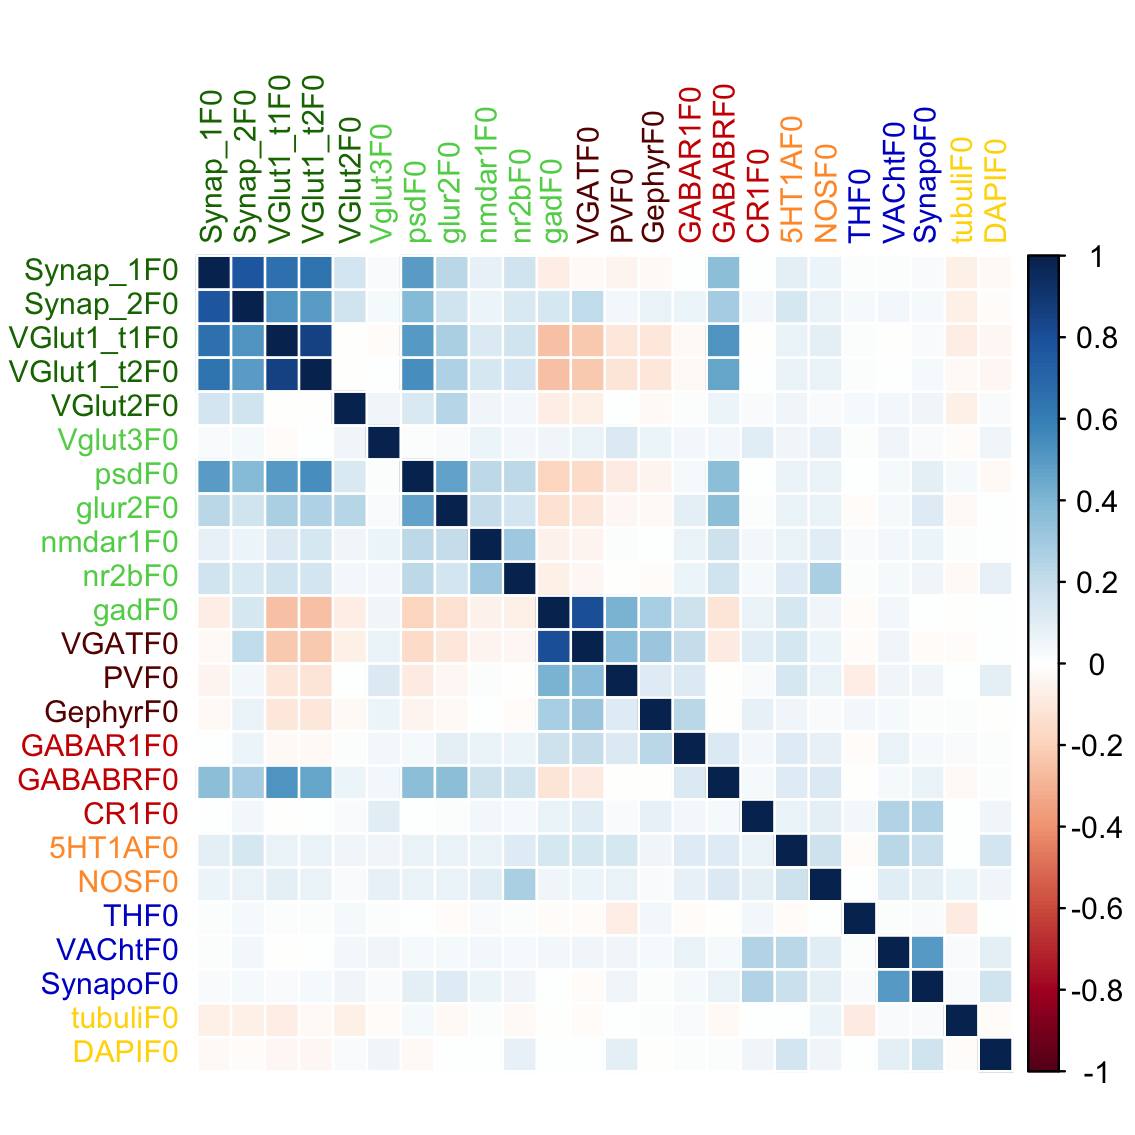 Synap_1F0
Synap_2F0
VGlut1_t1F0
VGlut1_t2F0
VGlut2F0
Vglut3F0
psdF0
glur2F0
nmdar1F0
nr2bF0
gadF0
VGATF0
PVF0
GephyrF0
GABAR1F0
GABABRF0
CR1F0
5HT1AF0
NOSF0
THF0
VAChtF0
SynapoF0
tubuliF0
DAPIF0
Synap_1F0
Synap_2F0
VGlut1_t1F0
VGlut1_t2F0
VGlut2F0
Vglut3F0
psdF0
glur2F0
nmdar1F0
nr2bF0
gadF0
VGATF0
PVF0
GephyrF0
GABAR1F0
GABABRF0
CR1F0
5HT1AF0
NOSF0
THF0
VAChtF0
SynapoF0
tubuliF0
DAPIF0
1
0.8
0.6
0.4
0.2
0
-0.2
-0.4
-0.6
-0.8
-1